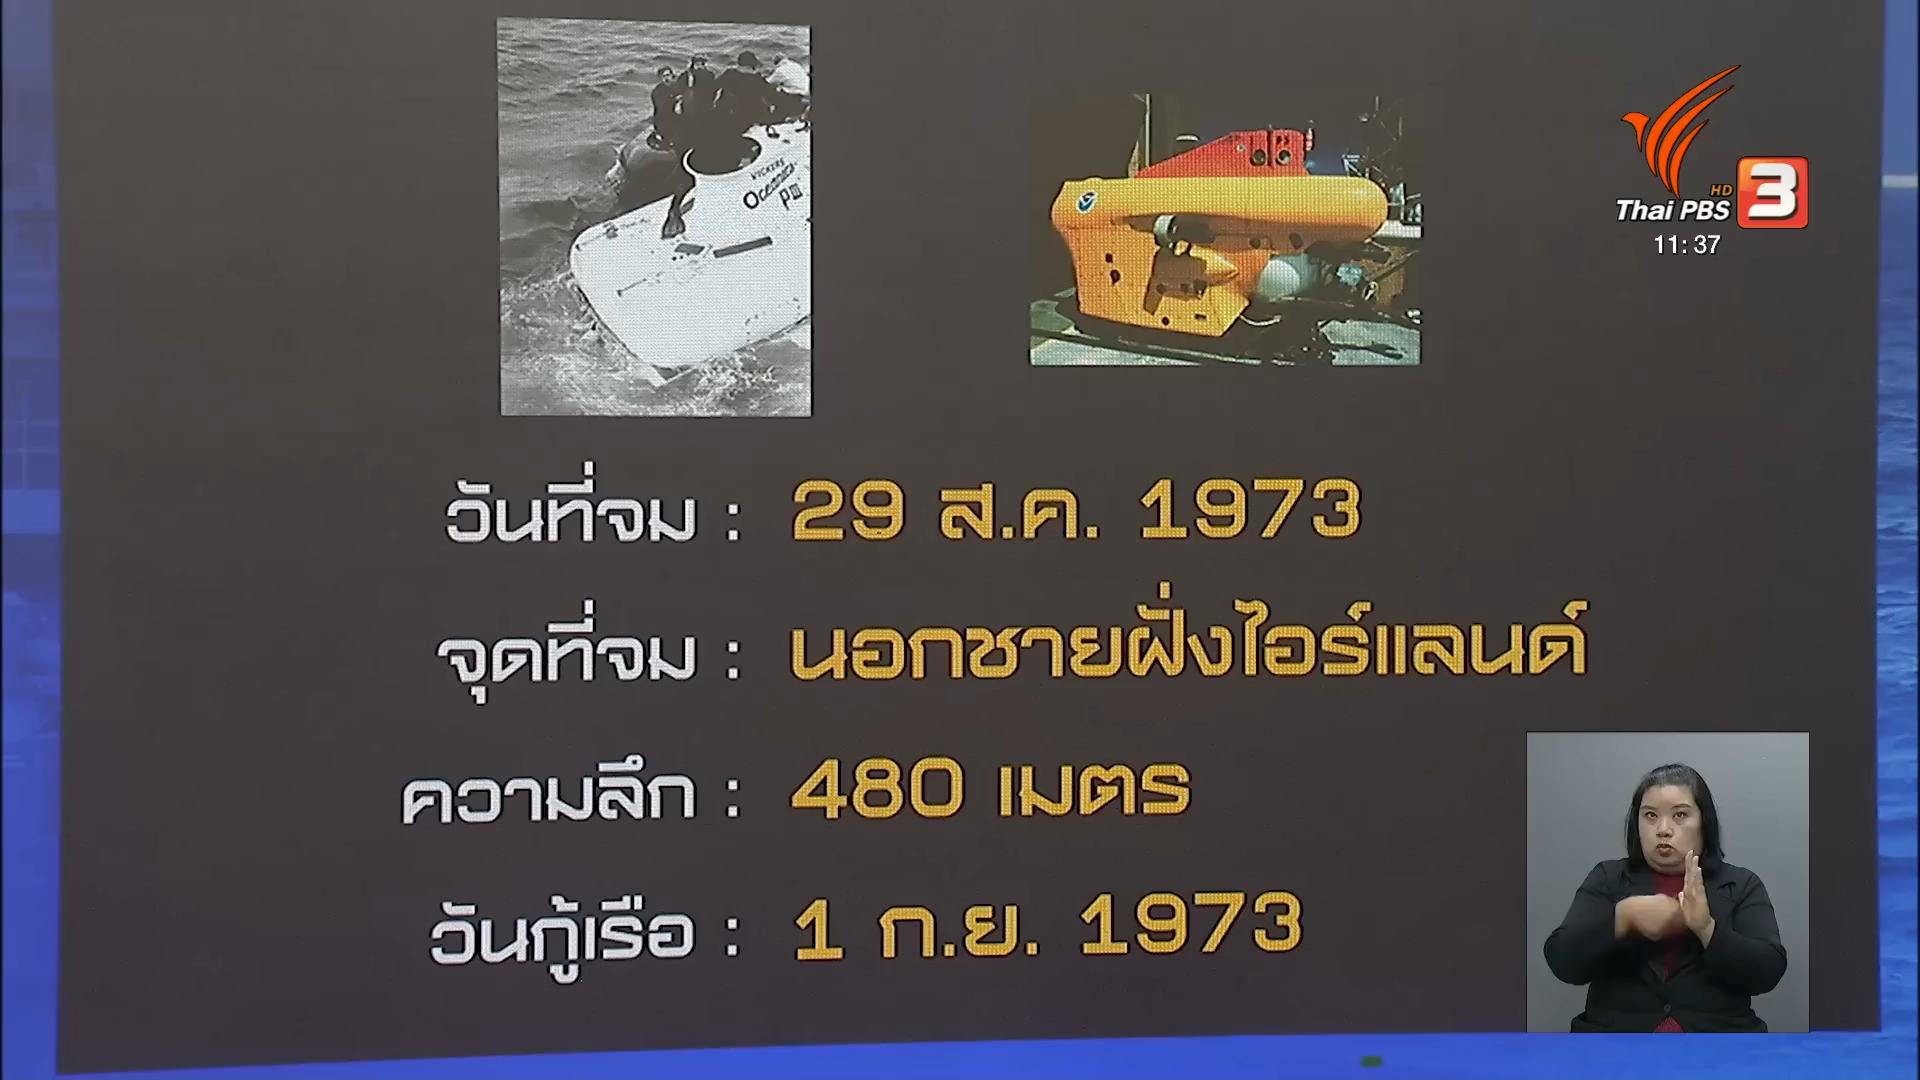 VICKERS
Oceanics
P III
HD
Thai PBS 3
11:37
วันที่จม : 29 ส.ค. 1973
จุดที่จม : นอกชายฝั่งไอร์แลนด์
ความลึก : 480 เมตร
วันกู้เรือ : 1 ก.ย. 1973